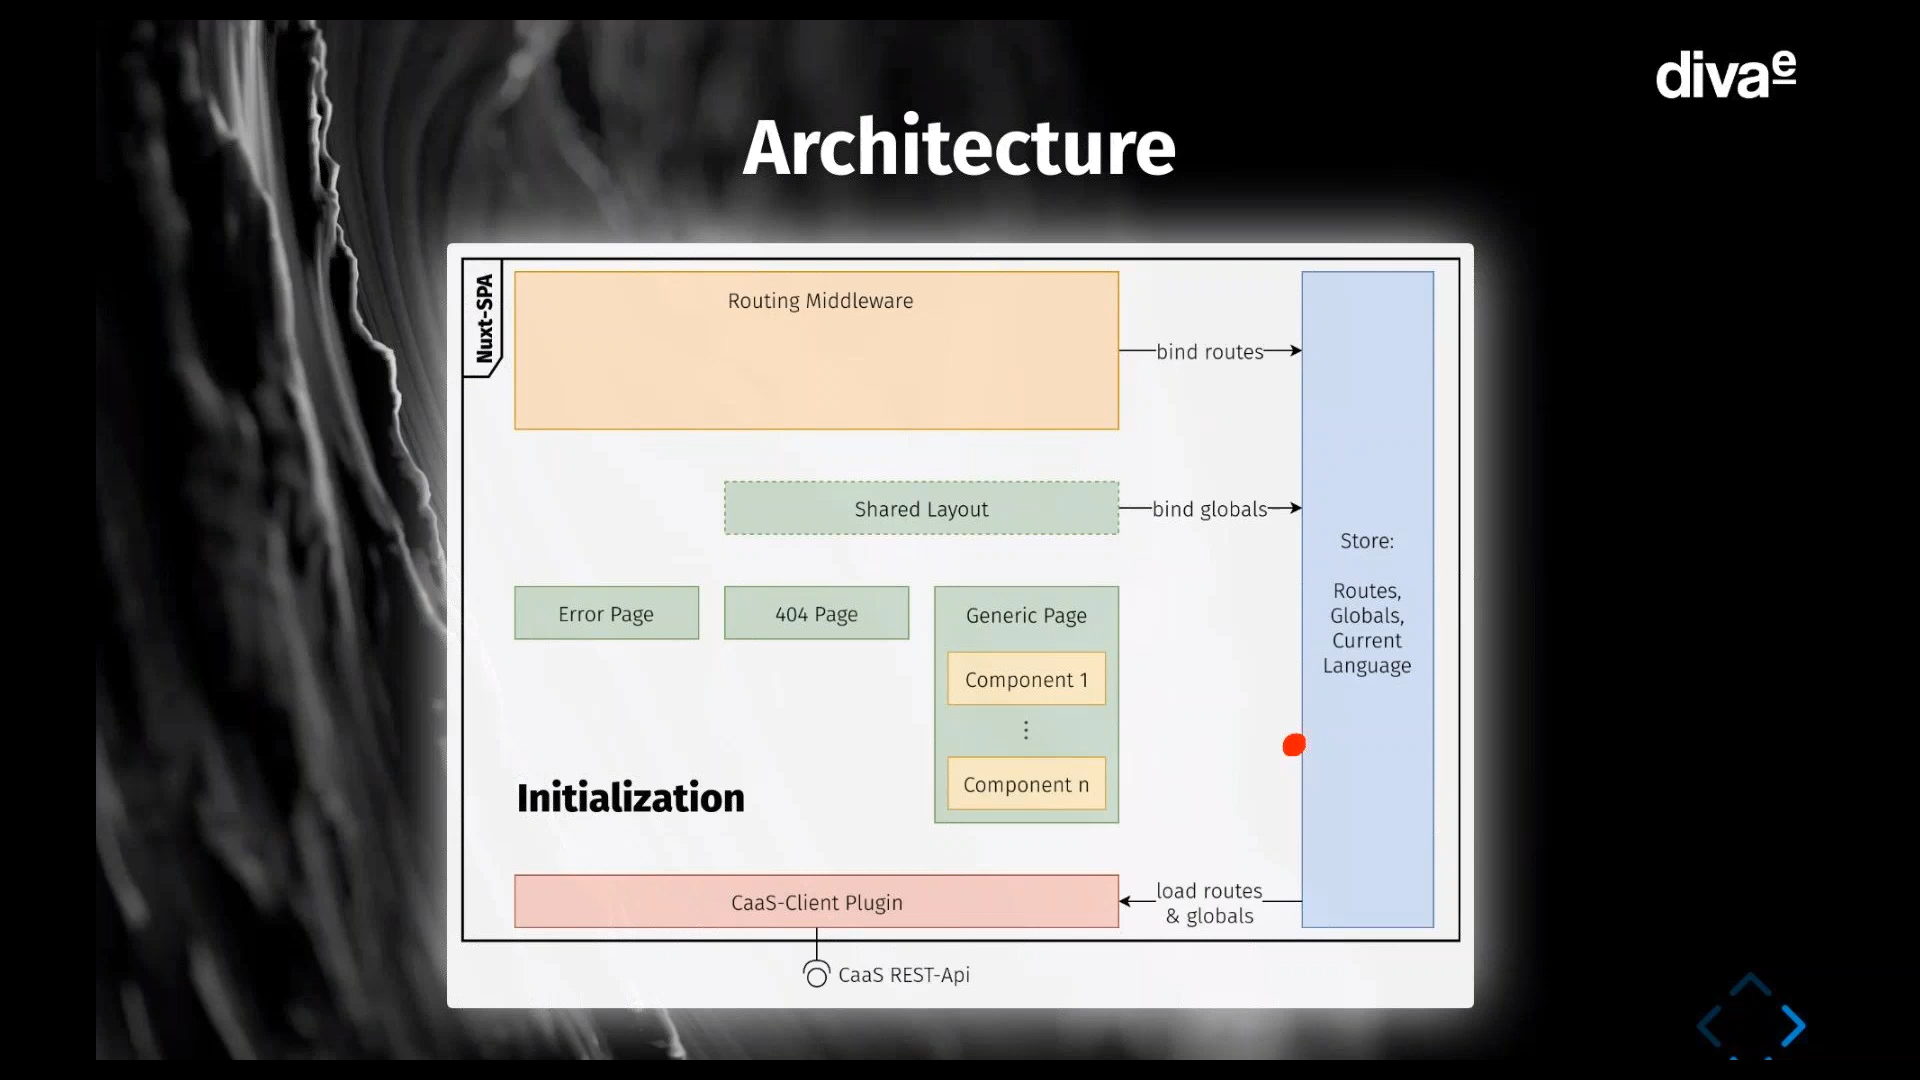 divae
Architecture
Nuxt-SPA
Routing Middleware
bind routes
Shared Layout
bind globals
Store:
Routes,
Globals,
Current
Language
Error Page
404 Page
Generic Page
Component 1
⋮
Component n
Initialization
CaaS-Client Plugin
load routes
& globals
CaaS REST-Api